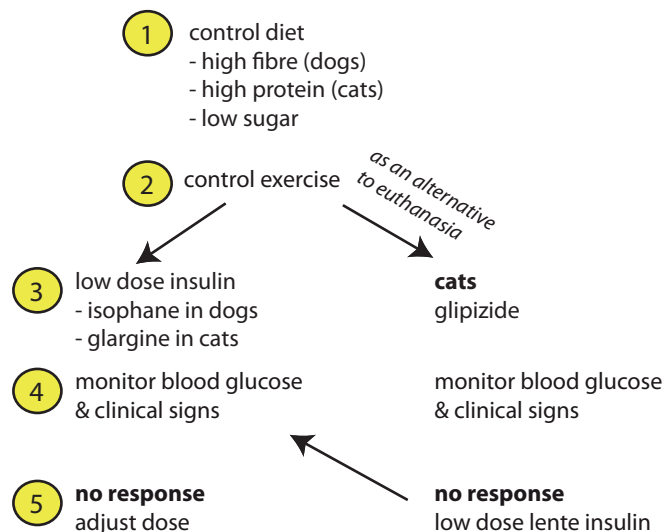 1
control diet
- high fibre (dogs)
- high protein (cats)
- low sugar
2
control exercise
as an alternative
to euthanasia
3
low dose insulin
- isophane in dogs
- glargine in cats
cats
glipizide
4
monitor blood glucose
& clinical signs
monitor blood glucose
& clinical signs
5
no response
adjust dose
no response
low dose lente insulin